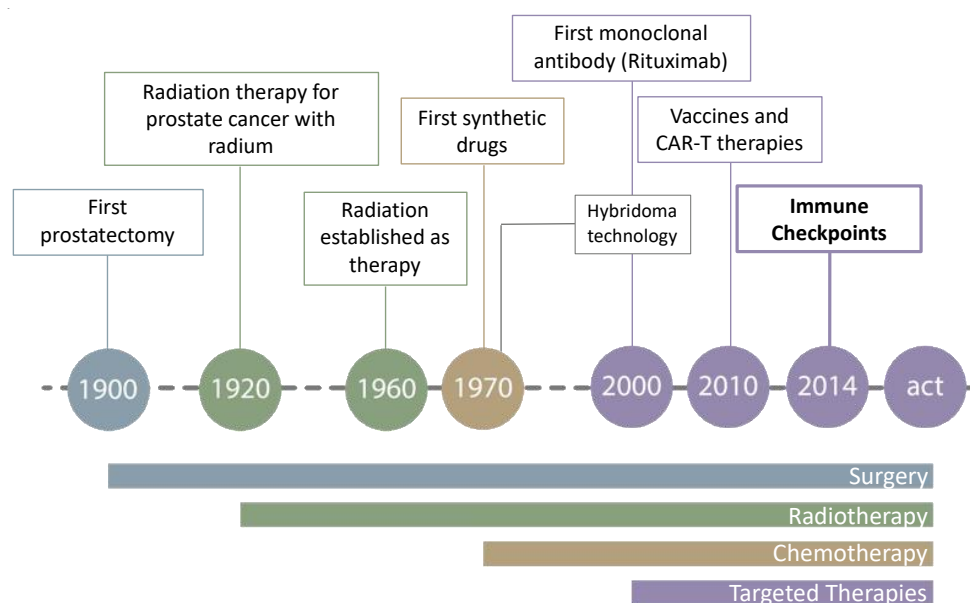 First monoclonal
antibody (Rituximab)
Radiation therapy for
prostate cancer with
radium
First synthetic
drugs
Vaccines and
CAR-T therapies
First
prostatectomy
Radiation
established as
therapy
Hybridoma
technology
Immune
Checkpoints
1900
1920
1960
1970
2000
2010
2014
act
Surgery
Radiotherapy
Chemotherapy
Targeted Therapies